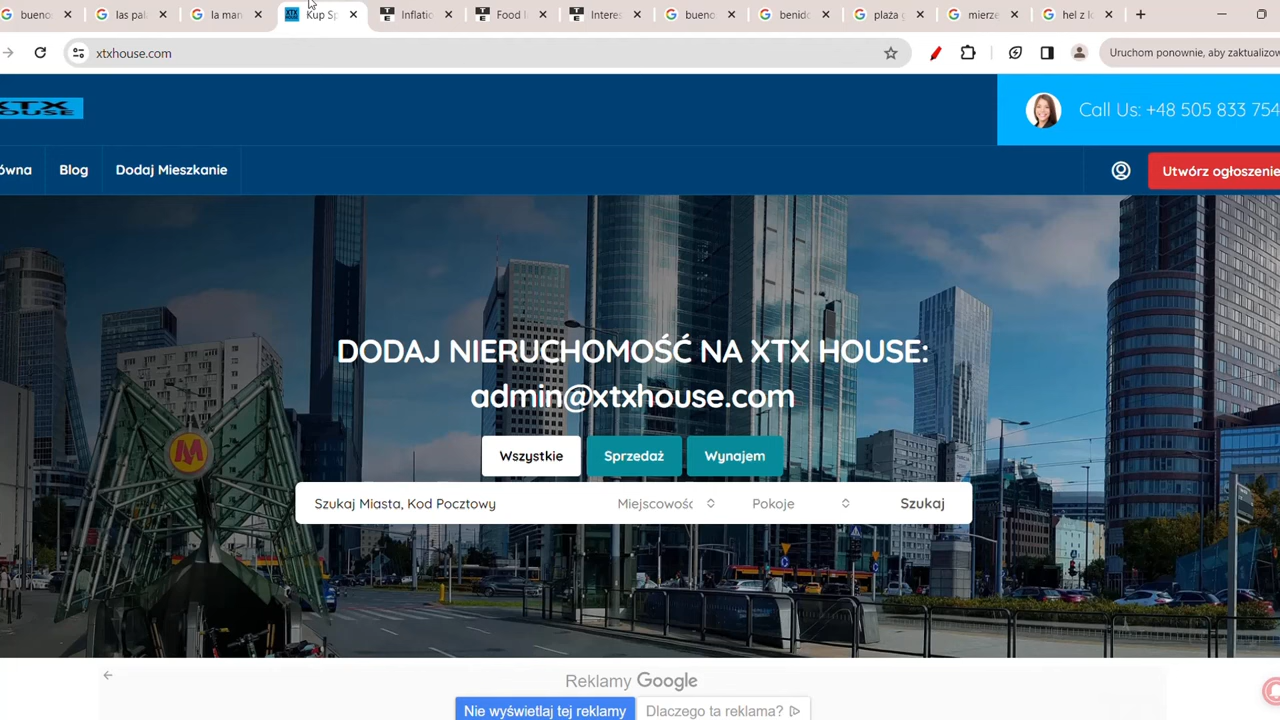 bueno
las pal
la man
Kup Sp
Inflatio
Food I
Interes
bueno
benido
plaża g
mierze
hel z lo
xtxhouse.com
Uruchom ponownie, aby zaktualizow
XTX
HOUSE
Call Us: +48 505 833 754
ówna
Blog
Dodaj Mieszkanie
Utwórz ogłoszenie
DODAJ NIERUCHOMOŚĆ NA XTX HOUSE:
admin@xtxhouse.com
Wszystkie
Sprzedaż
Wynajem
Szukaj Miasta, Kod Pocztowy
Miejscowość
Pokoje
Szukaj
Reklamy Google
Nie wyświetlaj tej reklamy
Dlaczego ta reklama?